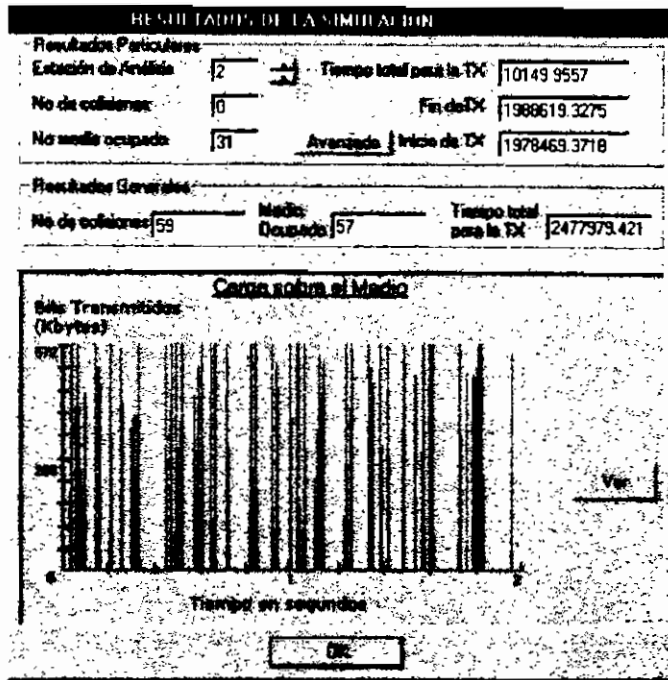 RESULTADOS DE LA SIMULACION
Resultados Particulares
Estación de Análisis 2 Tiempo total para la TX 10149.9557
No de colisiones 0 Fin de TX 1988619.3275
No medio ocupado 31 Avanzado Inicio de TX 1978469.3718
Resultados Generales
No de colisiones 59 Medio Ocupado 57 Tiempo total para la TX 2477979.421
Carga sobre el Medio
Bits Transmitidos
(Kbytes)
572
Ver
0 1 2
Tiempo en segundos
OK